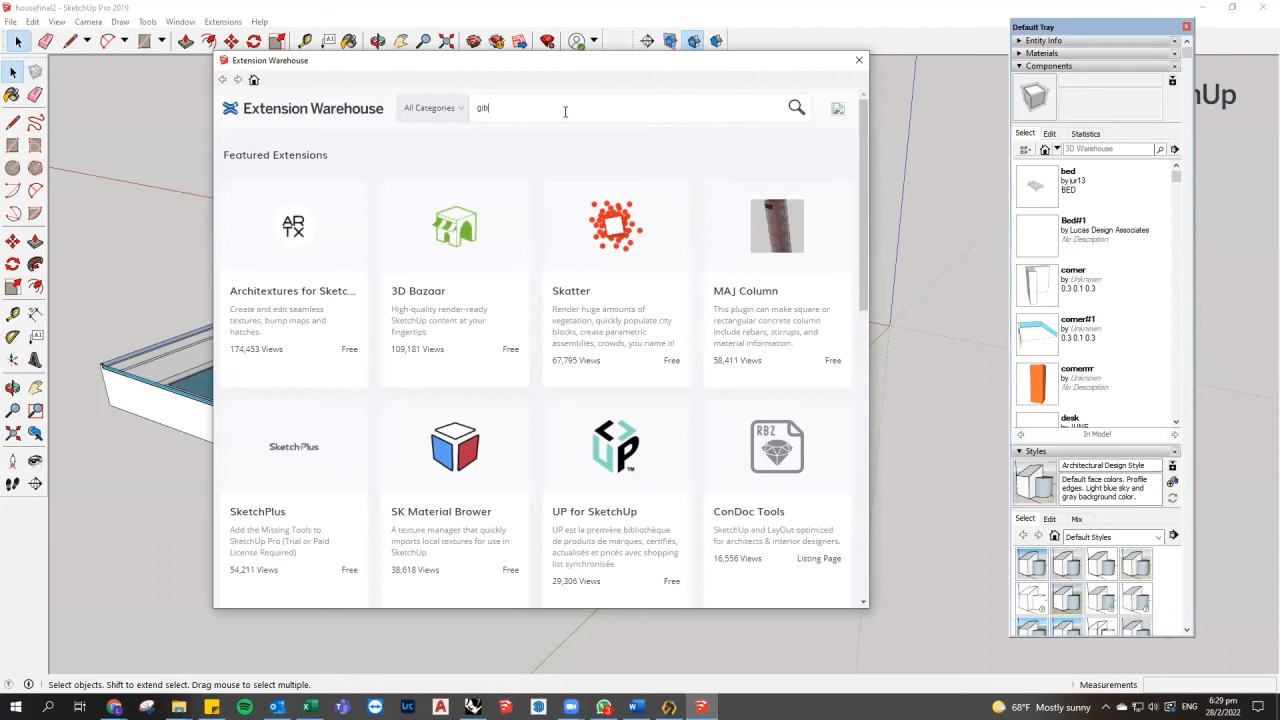 housefinal2 - SketchUp Pro 2019
File Edit View Camera Draw Tools Window Extensions Help
Extension Warehouse
Extension Warehouse
All Categories
gib
Featured Extensions
ARTX
Architextures for Sketc...
Create and edit seamless
textures, bump maps and
hatches.
174,453 Views Free
3D Bazaar
High-quality render-ready
SketchUp content at your
fingertips
109,181 Views Free
Skatter
Render huge amounts of
vegetation, quickly populate city
blocks, create parametric
assemblies, crowds, you name it!
67,795 Views Free
MAJ Column
This plugin can make square or
rectangular concrete column
include rebars, stirrups, and
material information.
58,411 Views Free
SketchPlus
SketchPlus
Add the Missing Tools to
SketchUp Pro (Trial or Paid
License Required)
54,211 Views Free
SK Material Brower
A texture manager that quickly
imports local textures for use in
SketchUp
38,618 Views Free
UP
UP for SketchUp
UP est la première bibliothèque
de produits de marques, certifiés,
actualisés et pricés avec shopping
list synchronisée
29,306 Views Free
RBZ
ConDoc Tools
SketchUp and LayOut optimized
for architects & interior designers.
16,556 Views Listing Page
hUp
Default Tray
Entity Info
Materials
Components
Select Edit Statistics
3D Warehouse
bed
by jur13
BED
Bed#1
by Lucas Design Associates
No Description
corner
by Unknown
0.3 0.1 0.3
corner#1
by Unknown
0.3 0.1 0.3
cornerrrr
by Unknown
No Description
desk
by JUNE
In Model
Styles
Architectural Design Style
Default face colors. Profile
edges. Light blue sky and
gray background color.
Select Edit Mix
Default Styles
Select objects. Shift to extend select. Drag mouse to select multiple.
Measurements
68°F Mostly sunny
6:29 pm
28/2/2022